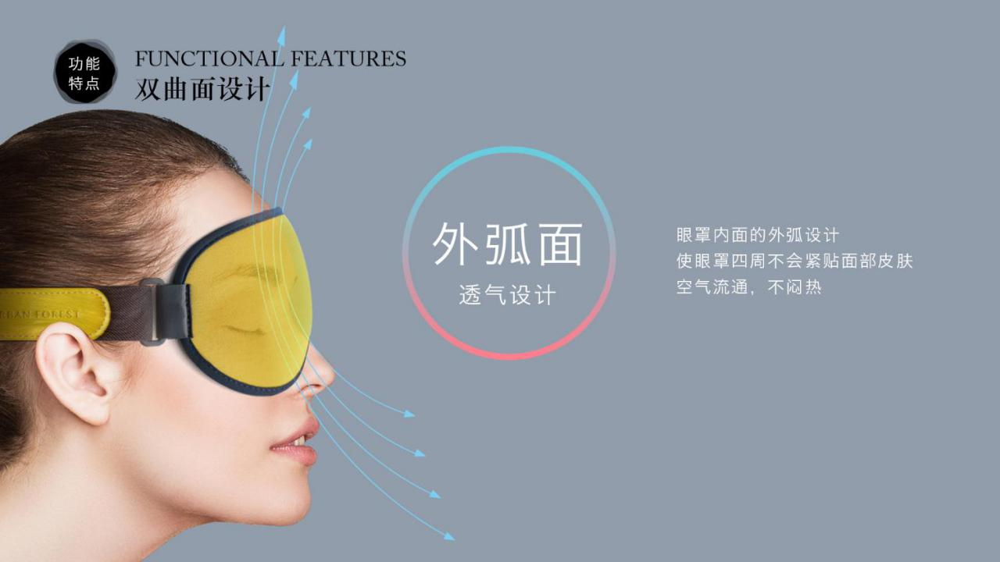 功能
特点
FUNCTIONAL FEATURES
双曲面设计
外弧面
透气设计
眼罩内面的外弧设计
使眼罩四周不会紧贴面部皮肤
空气流通，不闷热
RBAN FOREST